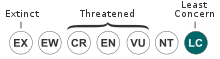 Extinct Threatened Least
Concern
EX EW CR EN VU NT LC